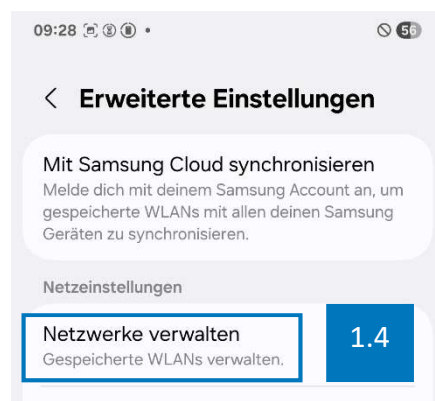 09:28
56
< Erweiterte Einstellungen
Mit Samsung Cloud synchronisieren
Melde dich mit deinem Samsung Account an, um
gespeicherte WLANs mit allen deinen Samsung
Geräten zu synchronisieren.
Netzeinstellungen
Netzwerke verwalten
Gespeicherte WLANs verwalten.
1.4